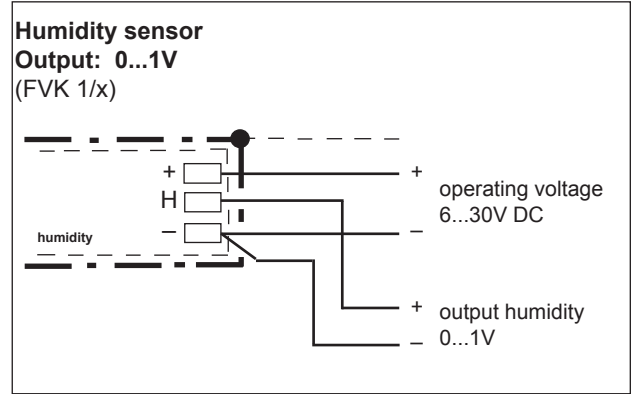 Humidity sensor
Output: 0...1V
(FVK 1/x)
+ +
operating voltage
H
6...30V DC
humidity – –
+ output humidity
– 0...1V